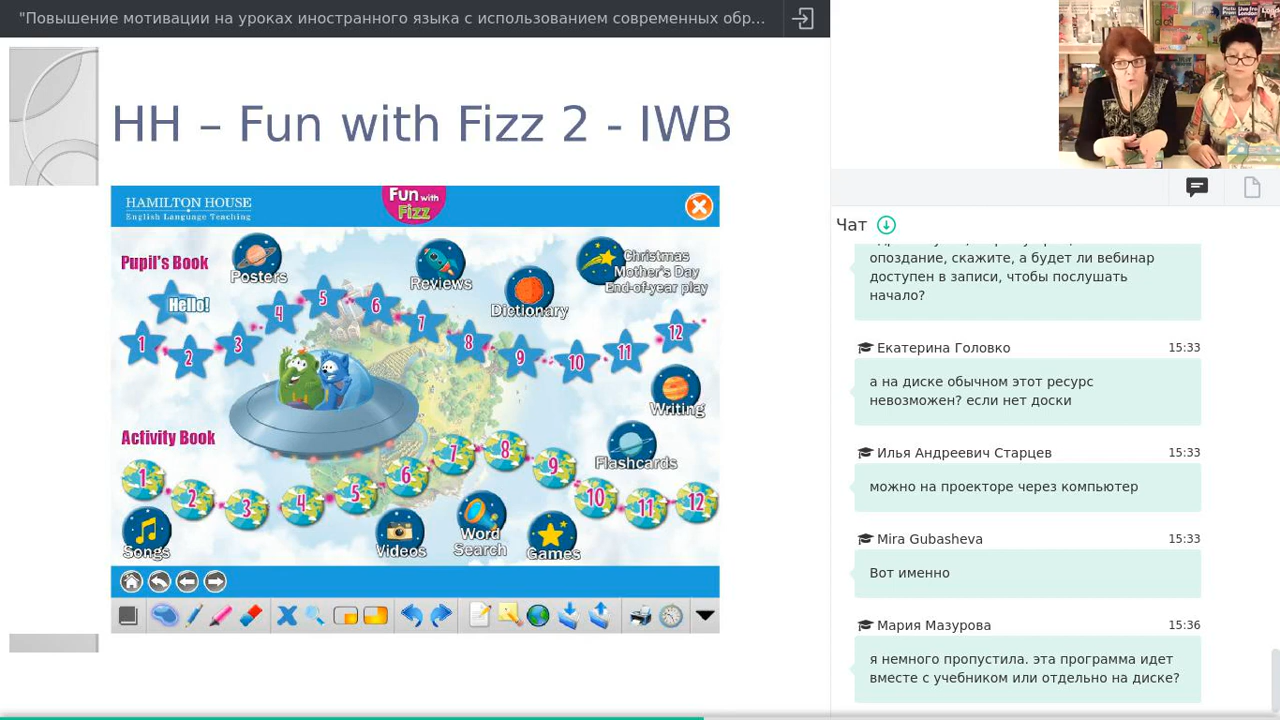 "Повышение мотивации на уроках иностранного языка с использованием современных обр...
HH – Fun with Fizz 2 - IWB
HAMILTON HOUSE
English Language Teaching
Fun with
Fizz
Pupil's Book
Posters
Reviews
Dictionary
Christmas
Mother's Day
End-of-year play
Hello!
1
2
3
4
5
6
7
8
9
10
11
12
Writing
Flashcards
Activity Book
1
2
3
4
5
6
7
8
9
10
11
12
Songs
Videos
Word
Search
Games
Чат
опоздание, скажите, а будет ли вебинар
доступен в записи, чтобы послушать
начало?
Екатерина Головко 15:33
а на диске обычном этот ресурс
невозможен? если нет доски
Илья Андреевич Старцев 15:33
можно на проекторе через компьютер
Mira Gubasheva 15:33
Вот именно
Мария Мазурова 15:36
я немного пропустила. эта программа идет
вместе с учебником или отдельно на диске?